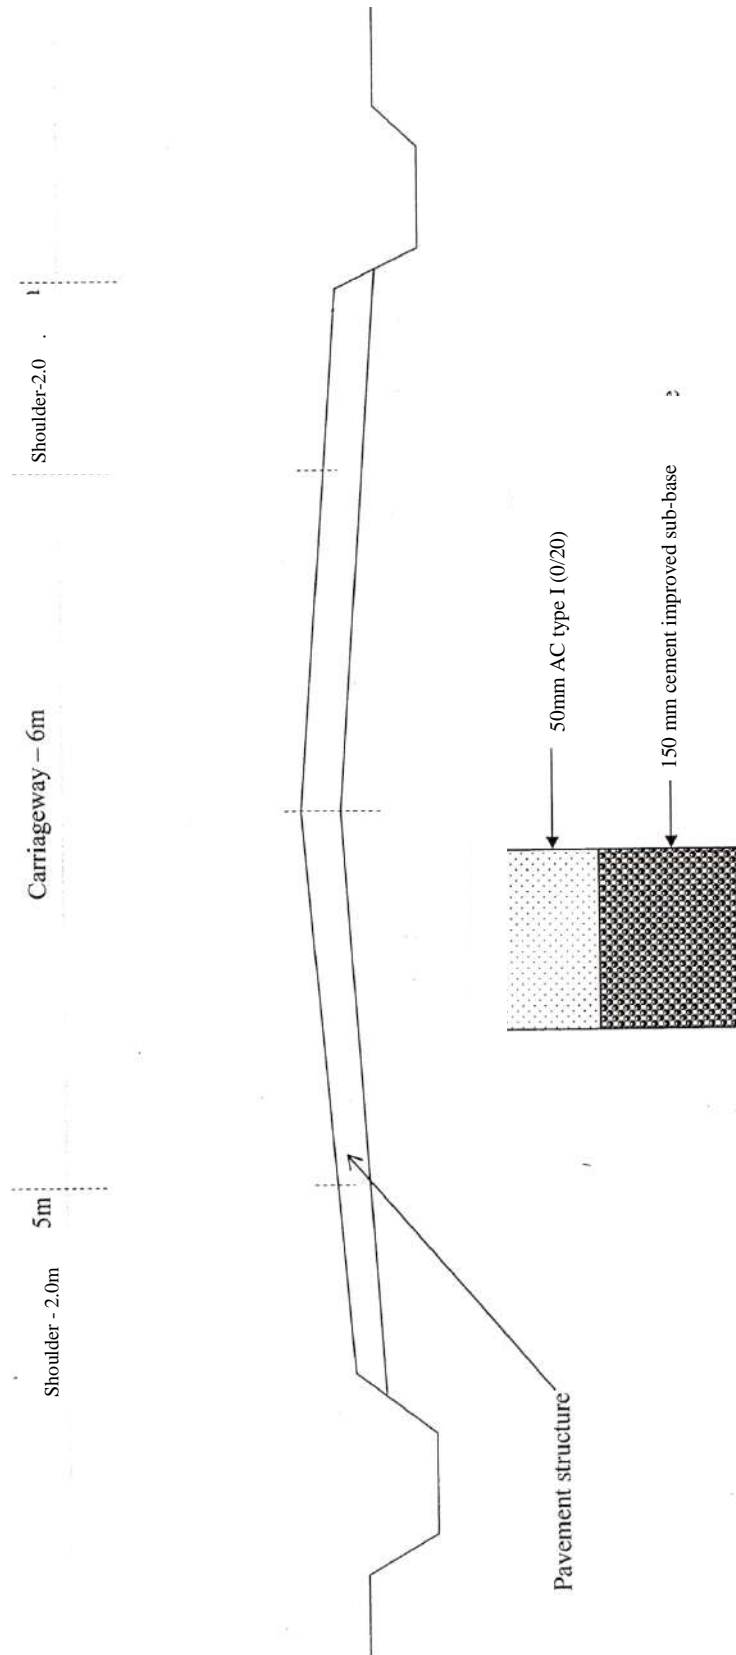 Shoulder - 2.0m
5m
Carriageway – 6m
Shoulder-2.0
Pavement structure
50mm AC type I (0/20)
150 mm cement improved sub-base